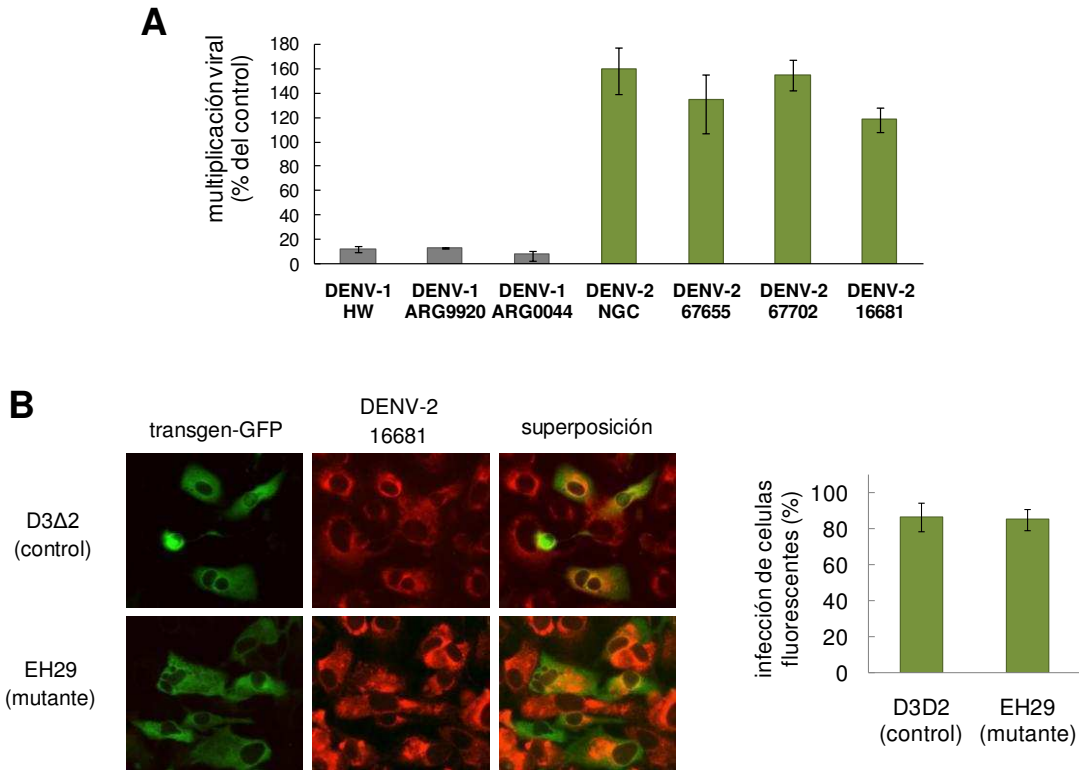 A
multiplicación viral
(% del control)
180
160
140
120
100
80
60
40
20
0
DENV-1 DENV-1 DENV-1 DENV-2 DENV-2 DENV-2 DENV-2
HW ARG9920 ARG0044 NGC 67655 67702 16681
B
transgen-GFP
DENV-2
16681
superposición
D3Δ2
(control)
EH29
(mutante)
infección de celulas
fluorescentes (%)
100
80
60
40
20
0
D3D2 EH29
(control) (mutante)